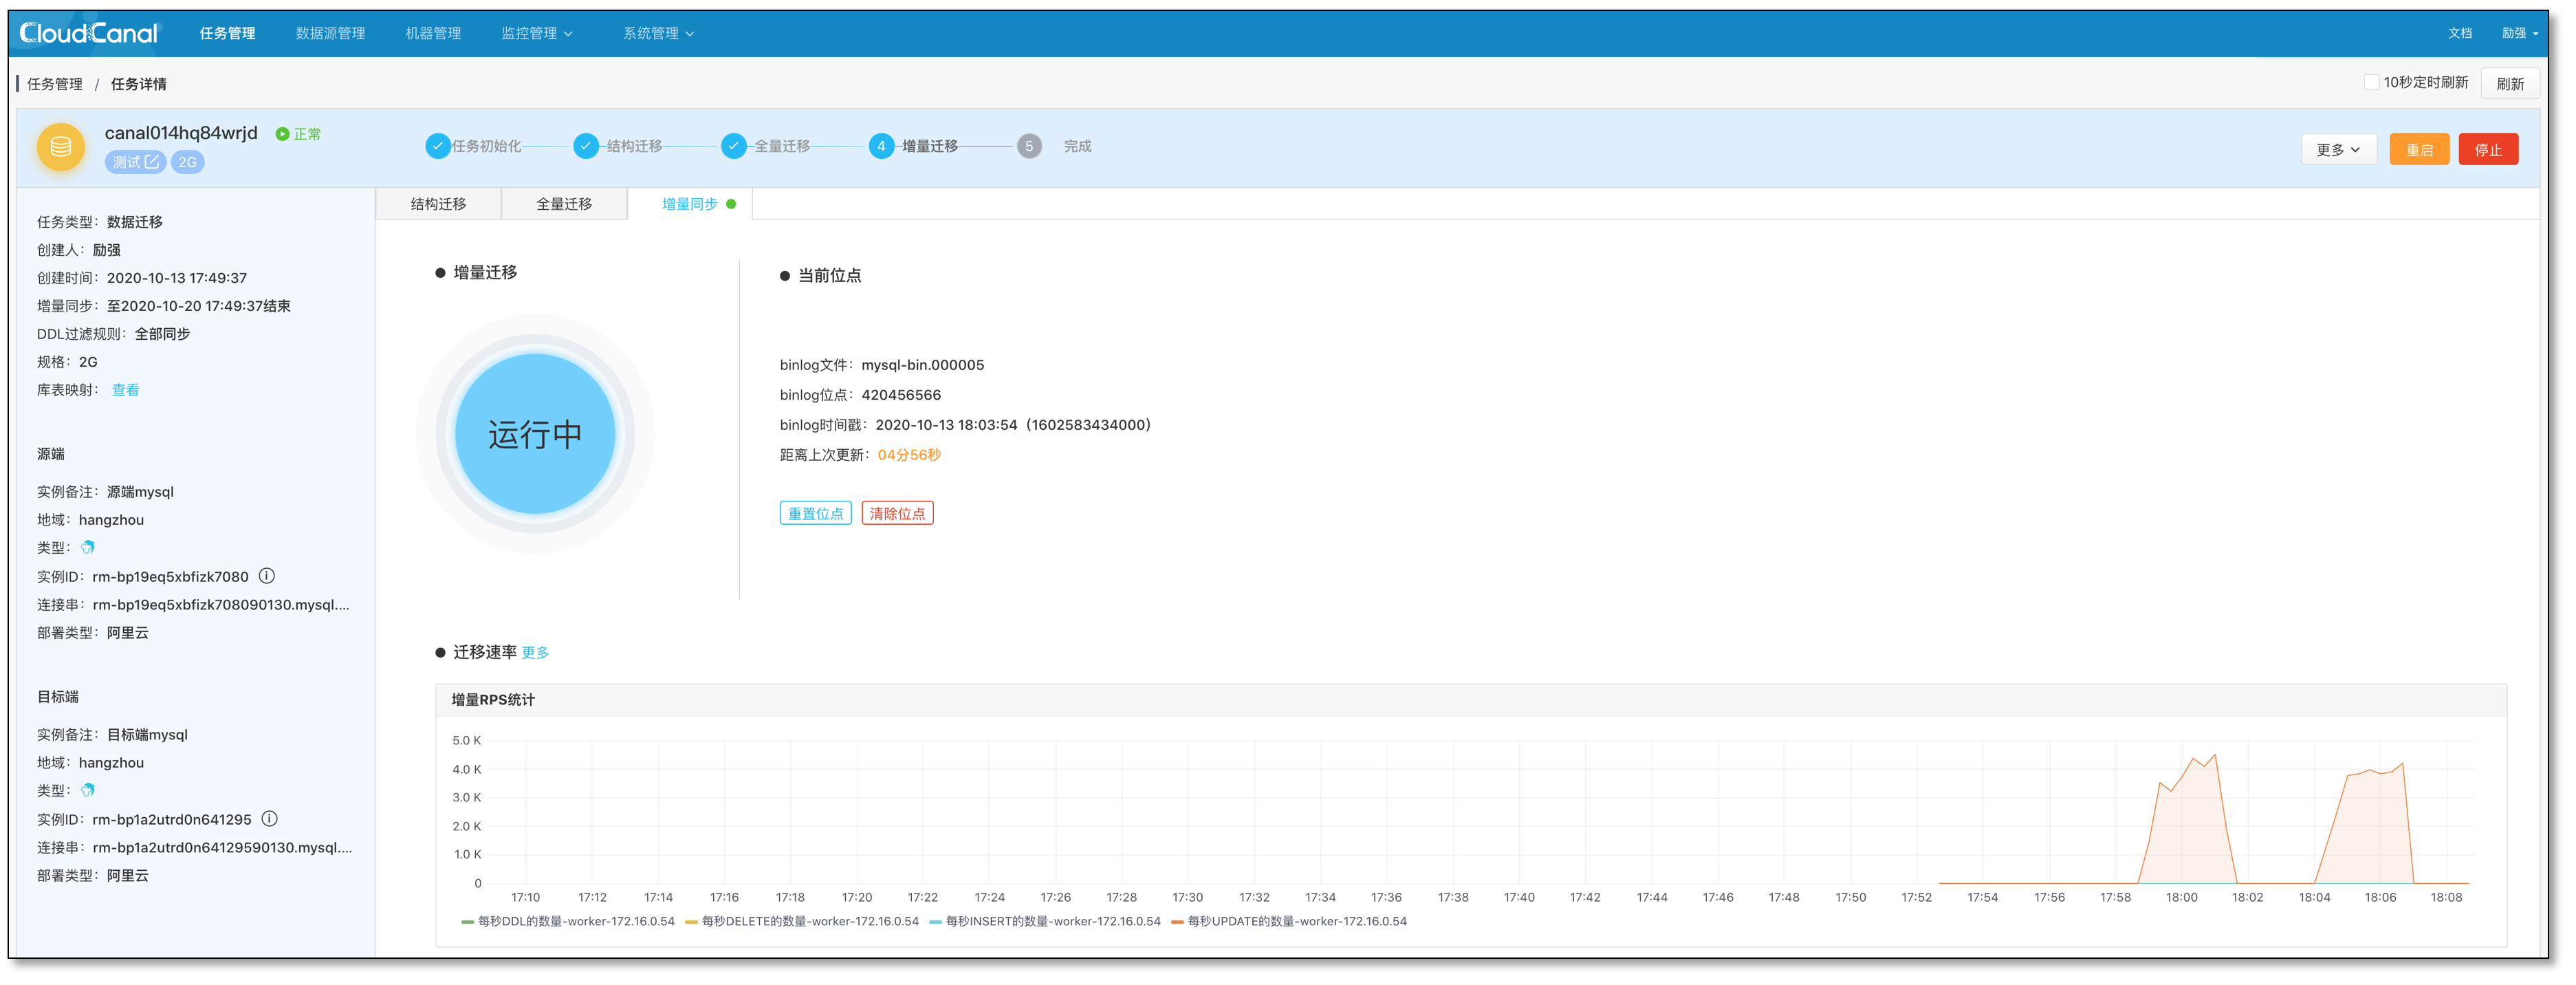 CloudCanal 任务管理 数据源管理 机器管理 监控管理 系统管理 文档 励强
任务管理 / 任务详情 10秒定时刷新 刷新
canal014hq84wrjd 正常
测试 2G
任务初始化 结构迁移 全量迁移 4 增量迁移 5 完成
更多 重启 停止
任务类型：数据迁移
创建人：励强
创建时间：2020-10-13 17:49:37
增量同步：至2020-10-20 17:49:37结束
DDL过滤规则：全部同步
规格：2G
库表映射：查看
源端
实例备注：源端mysql
地域：hangzhou
类型：
实例ID：rm-bp19eq5xbfizk7080
连接串：rm-bp19eq5xbfizk708090130.mysql....
部署类型：阿里云
目标端
实例备注：目标端mysql
地域：hangzhou
类型：
实例ID：rm-bp1a2utrd0n641295
连接串：rm-bp1a2utrd0n64129590130.mysql....
部署类型：阿里云
结构迁移 全量迁移 增量同步
增量迁移
运行中
当前位点
binlog文件：mysql-bin.000005
binlog位点：420456566
binlog时间戳：2020-10-13 18:03:54（1602583434000）
距离上次更新：04分56秒
重置位点 清除位点
迁移速率 更多
增量RPS统计
5.0 K
4.0 K
3.0 K
2.0 K
1.0 K
0
17:10 17:12 17:14 17:16 17:18 17:20 17:22 17:24 17:26 17:28 17:30 17:32 17:34 17:36 17:38 17:40 17:42 17:44 17:46 17:48 17:50 17:52 17:54 17:56 17:58 18:00 18:02 18:04 18:06 18:08
每秒DDL的数量-worker-172.16.0.54 每秒DELETE的数量-worker-172.16.0.54 每秒INSERT的数量-worker-172.16.0.54 每秒UPDATE的数量-worker-172.16.0.54